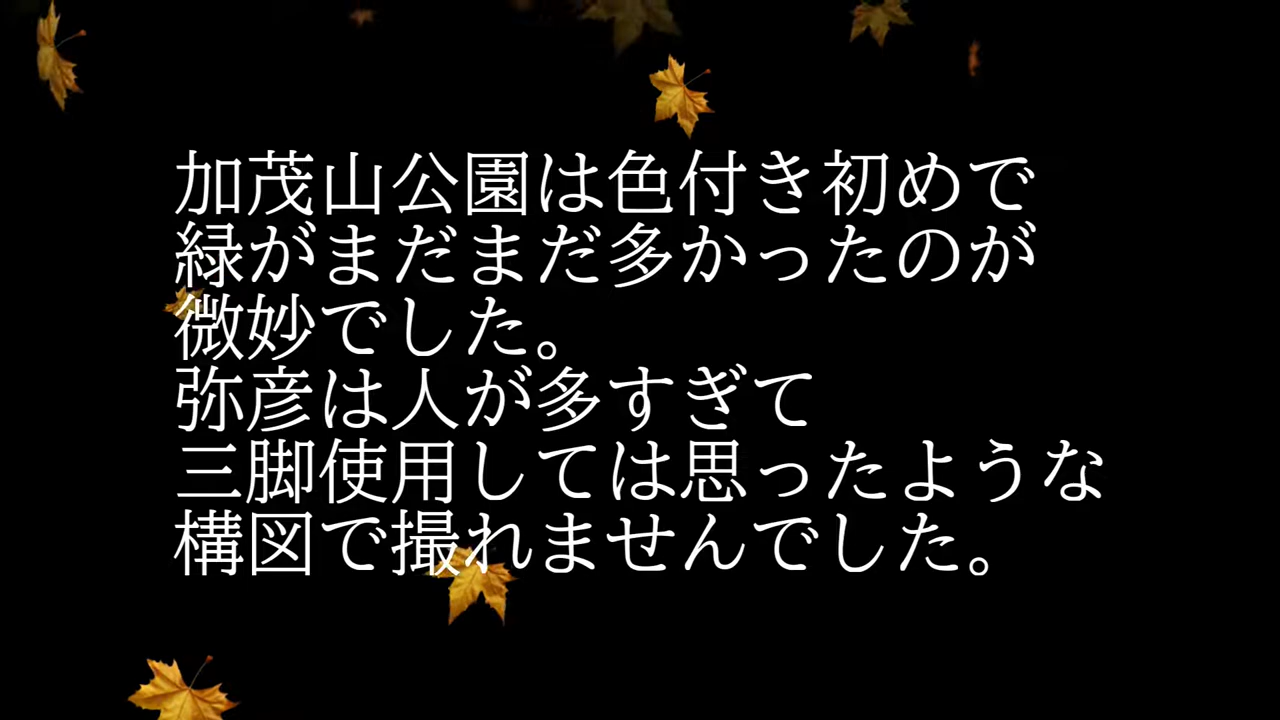 加茂山公園は色付き初めで
緑がまだまだ多かったのが
微妙でした。
弥彦は人が多すぎて
三脚使用しては思ったような
構図で撮れませんでした。